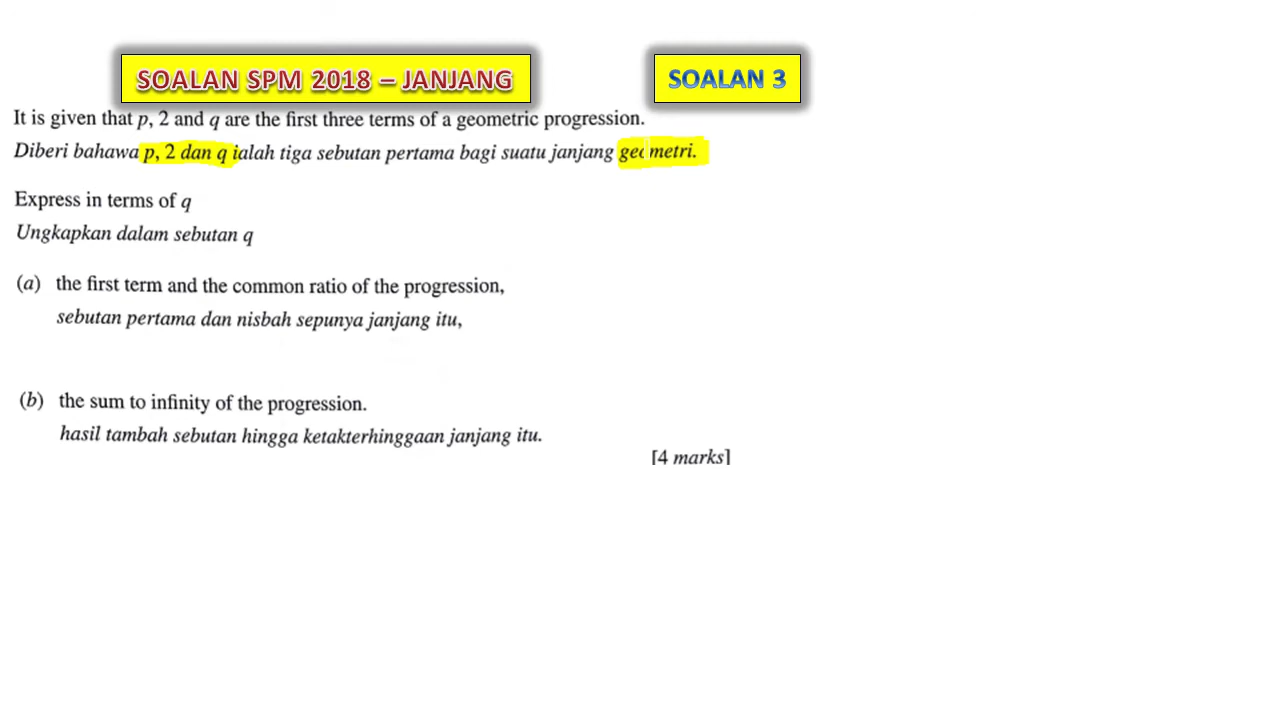 SOALAN SPM 2018 – JANJANG
SOALAN 3
It is given that p, 2 and q are the first three terms of a geometric progression.
Diberi bahawa p, 2 dan q ialah tiga sebutan pertama bagi suatu janjang geometri.
Express in terms of q
Ungkapkan dalam sebutan q
(a) the first term and the common ratio of the progression,
sebutan pertama dan nisbah sepunya janjang itu,
(b) the sum to infinity of the progression.
hasil tambah sebutan hingga ketakterhinggaan janjang itu.
[4 marks]